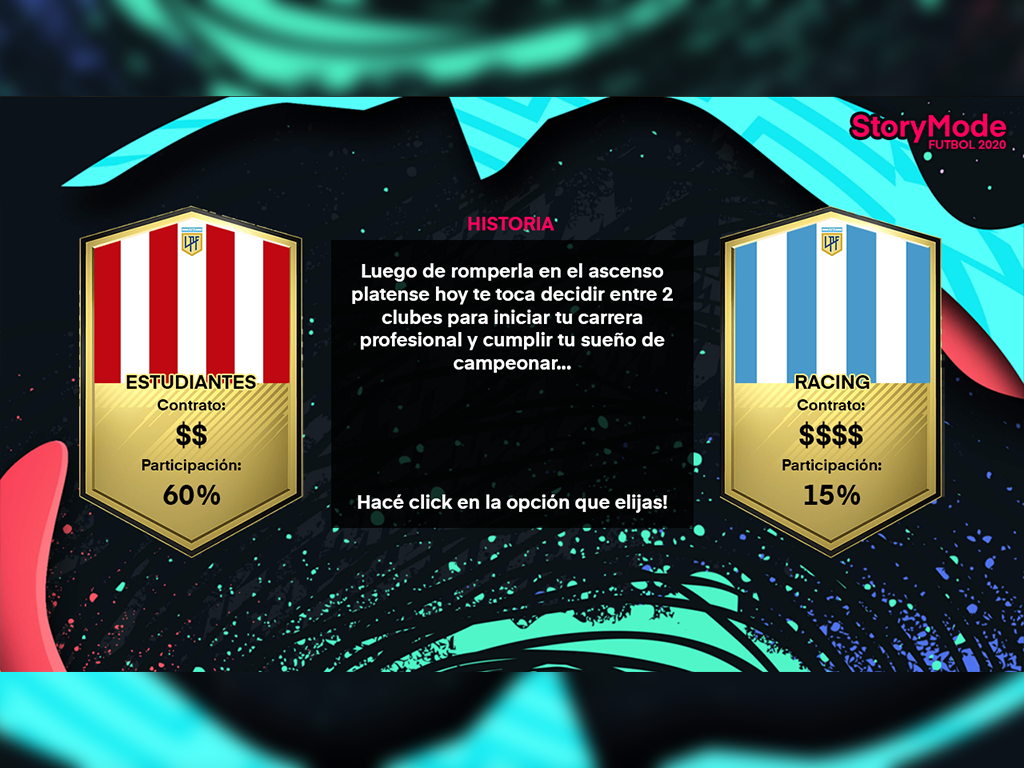 StoryMode
FUTBOL 2020
HISTORIA
Luego de romperla en el ascenso
platense hoy te toca decidir entre 2
clubes para iniciar tu carrera
profesional y cumplir tu sueño de
campeonar...
Hacé click en la opción que elijas!
LPF
ESTUDIANTES
Contrato:
$$
Participación:
60%
LPF
RACING
Contrato:
$$$$
Participación:
15%